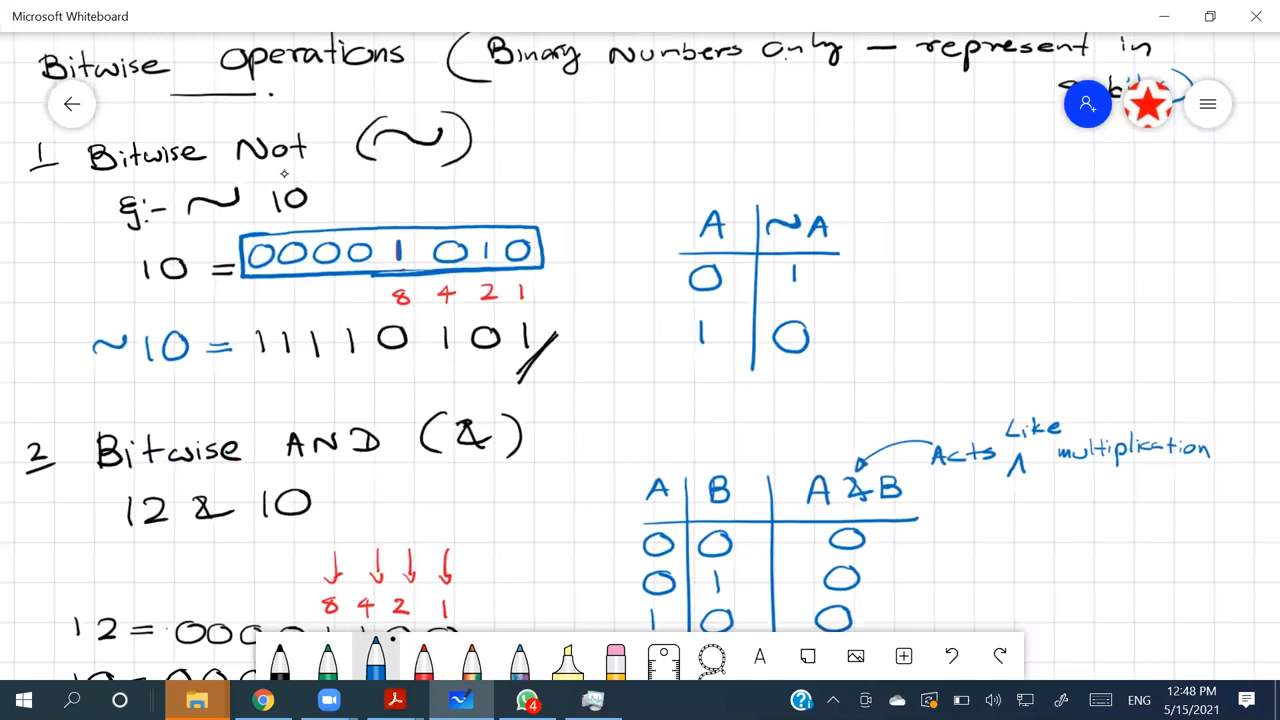 Microsoft Whiteboard
Bitwise Operations (Binary Numbers only – represent in
1 Bitwise Not (~)
Eg:- ~ 10
10 = 00001010
8 4 2 1
~10 = 11110101
A ~A
0 1
1 0
2 Bitwise AND (&)
12 & 10
Acts Like multiplication
A B A & B
0 0 0
0 1 0
1 0 0
8 4 2 1
12 = 000
A
4
ENG
12:48 PM
5/15/2021